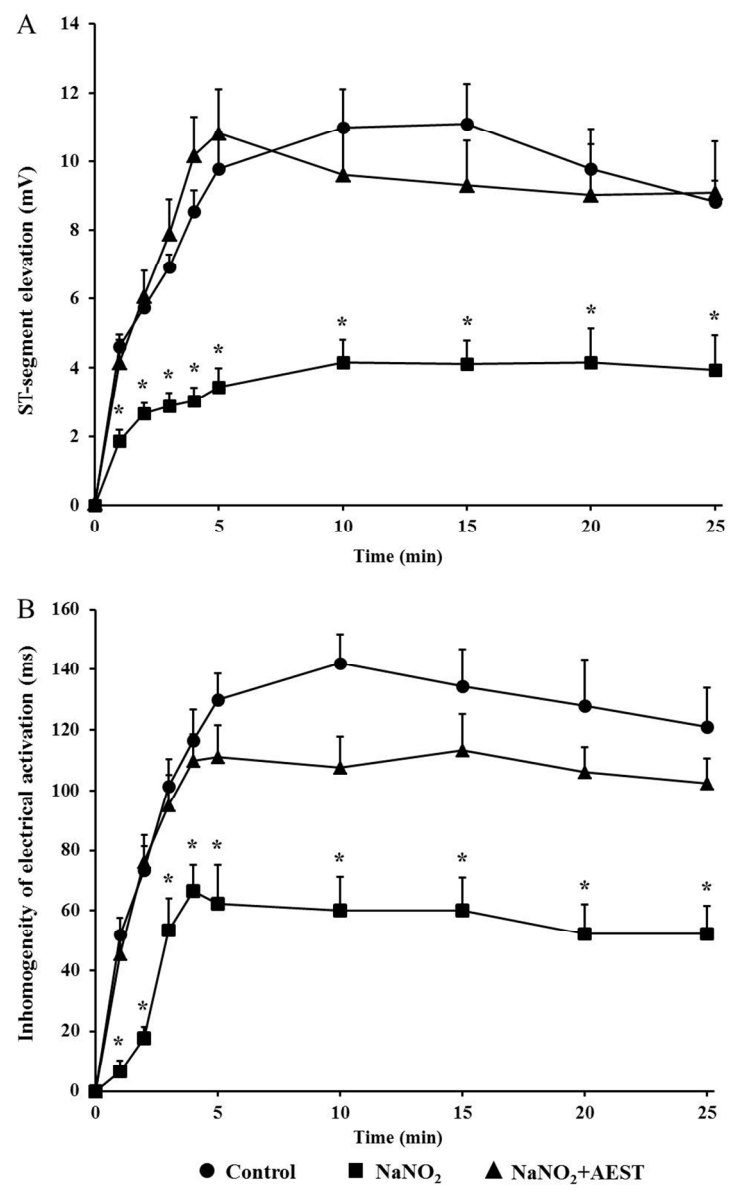 A
ST-segment elevation (mV)
14
12
10
8
6
4
2
0
* * * * * * * * *
0 5 10 15 20 25
Time (min)
B
Inhomogeneity of electrical activation (ms)
160
140
120
100
80
60
40
20
0
* * * * * * * * *
0 5 10 15 20 25
Time (min)
Control NaNO₂ NaNO₂+AEST